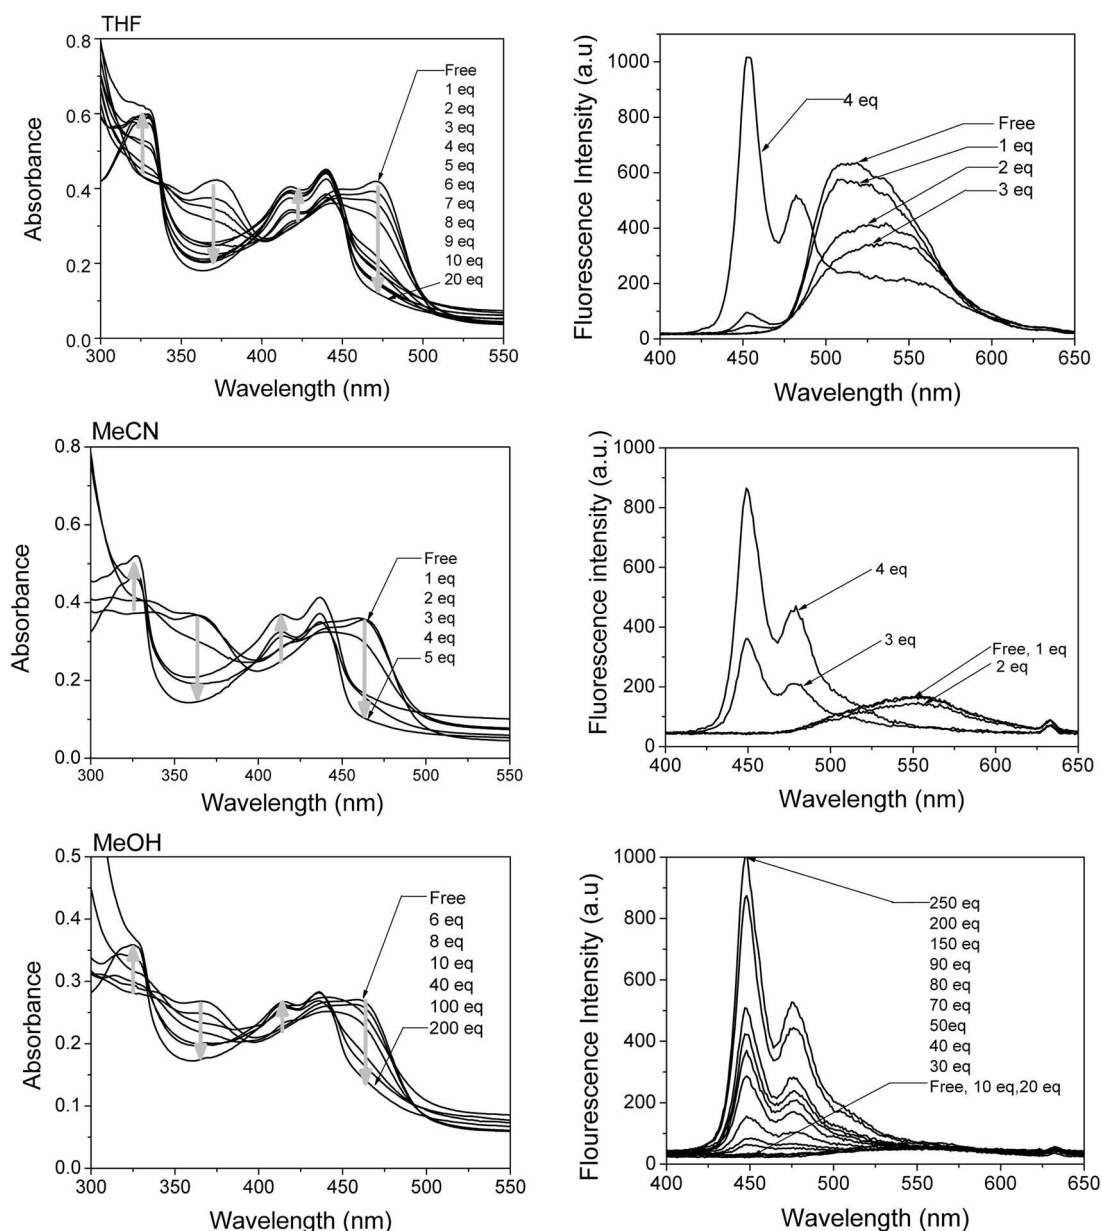 THF
0.8
0.6
0.4
0.2
0.0
Absorbance
300 350 400 450 500 550
Wavelength (nm)
Free
1 eq
2 eq
3 eq
4 eq
5 eq
6 eq
7 eq
8 eq
9 eq
10 eq
20 eq
1000
800
600
400
200
0
Fluorescence Intensity (a.u)
400 450 500 550 600 650
Wavelength (nm)
4 eq
Free
1 eq
2 eq
3 eq
MeCN
0.8
0.6
0.4
0.2
0.0
Absorbance
300 350 400 450 500 550
Wavelength (nm)
Free
1 eq
2 eq
3 eq
4 eq
5 eq
1000
800
600
400
200
0
Fluorescence intensity (a.u.)
400 450 500 550 600 650
Wavelength (nm)
4 eq
3 eq
Free, 1 eq
2 eq
MeOH
0.5
0.4
0.3
0.2
0.1
0.0
Absorbance
300 350 400 450 500 550
Wavelength (nm)
Free
6 eq
8 eq
10 eq
40 eq
100 eq
200 eq
1000
800
600
400
200
0
Flourescence Intensity (a.u)
400 450 500 550 600 650
Wavelength (nm)
250 eq
200 eq
150 eq
90 eq
80 eq
70 eq
50eq
40 eq
30 eq
Free, 10 eq,20 eq